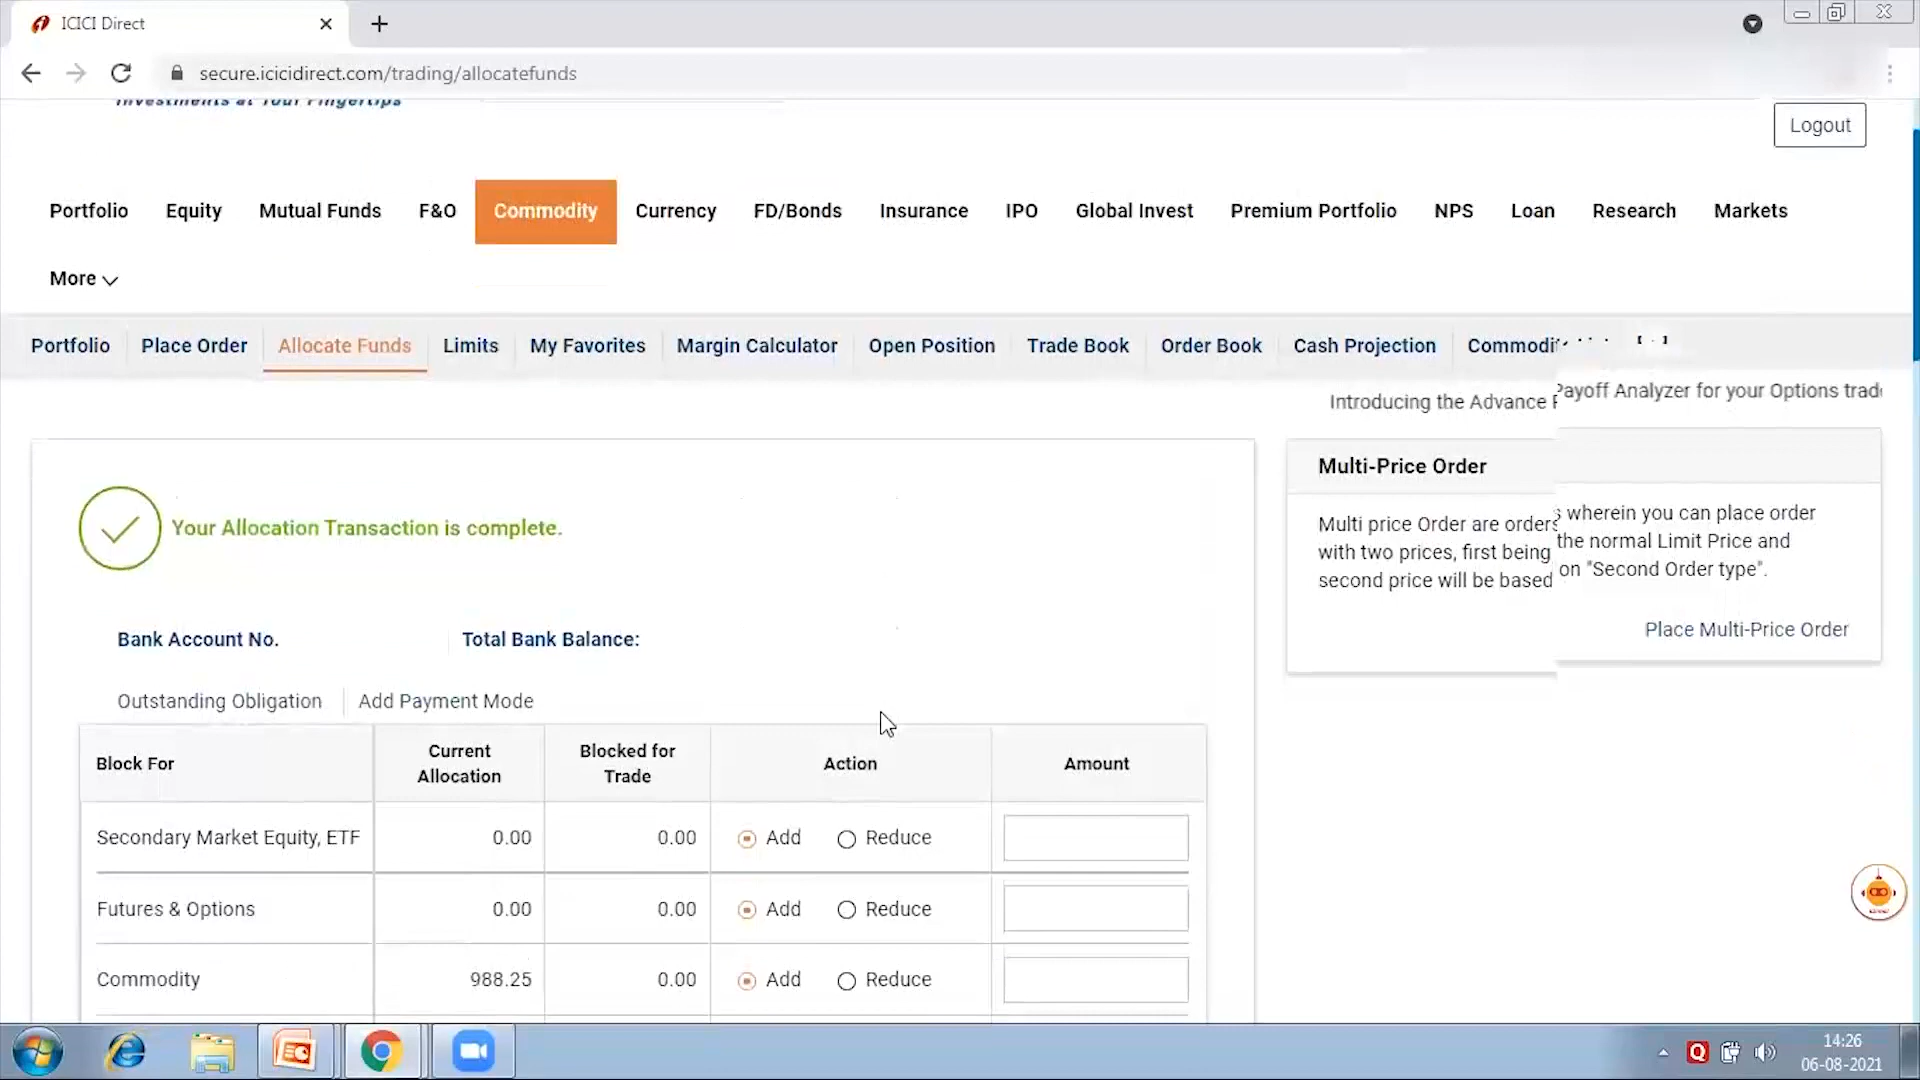 ICICI Direct
secure.icicidirect.com/trading/allocatefunds
Investments at Your Fingertips
Logout
Portfolio Equity Mutual Funds F&O Commodity Currency FD/Bonds Insurance IPO Global Invest Premium Portfolio NPS Loan Research Markets
More
Portfolio Place Order Allocate Funds Limits My Favorites Margin Calculator Open Position Trade Book Order Book Cash Projection
Introducing the Advance Payoff Analyzer for your Options
Your Allocation Transaction is complete.
Bank Account No. Total Bank Balance:
Outstanding Obligation Add Payment Mode
Block For Current Allocation Blocked for Trade Action Amount
Secondary Market Equity, ETF 0.00 0.00 Add Reduce
Futures & Options 0.00 0.00 Add Reduce
Commodity 988.25 0.00 Add Reduce
Multi-Price Order
Multi price Order are orders wherein you can place order
with two prices, first being the normal Limit Price and
second price will be based on "Second Order type".
Place Multi-Price Order
14:26
06-08-2021